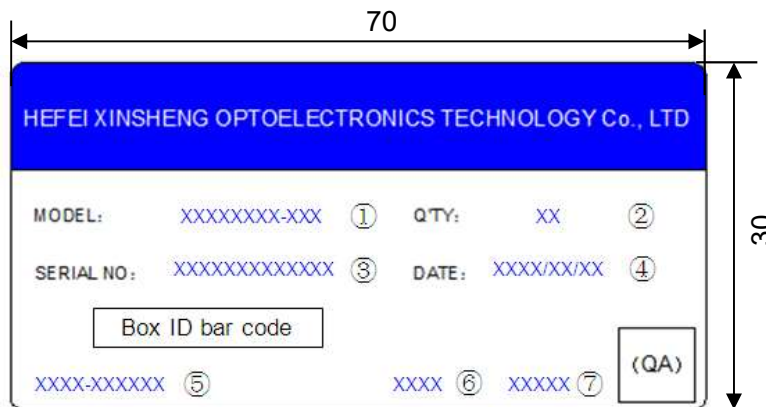 70
HEFEI XINSHENG OPTOELECTRONICS TECHNOLOGY Co., LTD
30
MODEL: XXXXXXXX-XXX ① Q'TY: XX ②
SERIAL NO: XXXXXXXXXXXXX ③ DATE: XXXX/XX/XX ④
Box ID bar code
(QA)
XXXX-XXXXXX ⑤ XXXX ⑥ XXXXX ⑦